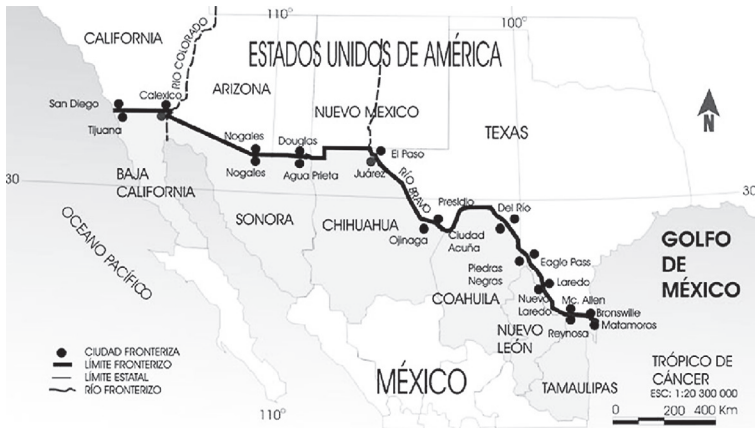 110°
100°
CALIFORNIA
RIO COLORADO
ESTADOS UNIDOS DE AMÉRICA
ARIZONA
NUEVO MEXICO
TEXAS
N
San Diego
Calexico
Tijuana
Nogales
Douglas
El Paso
Nogales
Agua Prieta
Juárez
BAJA
CALIFORNIA
30
30
RÍO BRAVO
SONORA
CHIHUAHUA
Presidio
Del Río
Ojinaga
Ciudad
Acuña
OCEANO PACÍFICO
GOLFO
DE
MÉXICO
Piedras
Negras
Eagle Pass
COAHUILA
Laredo
Nuevo
Laredo
Mc. Allen
Bronsville
Matamoros
Reynosa
NUEVO
LEÓN
CIUDAD FRONTERIZA
LÍMITE FRONTERIZO
LÍMITE ESTATAL
RÍO FRONTERIZO
MÉXICO
TAMAULIPAS
TRÓPICO DE
CÁNCER
ESC: 1:20 300 000
0 200 400 Km
110°